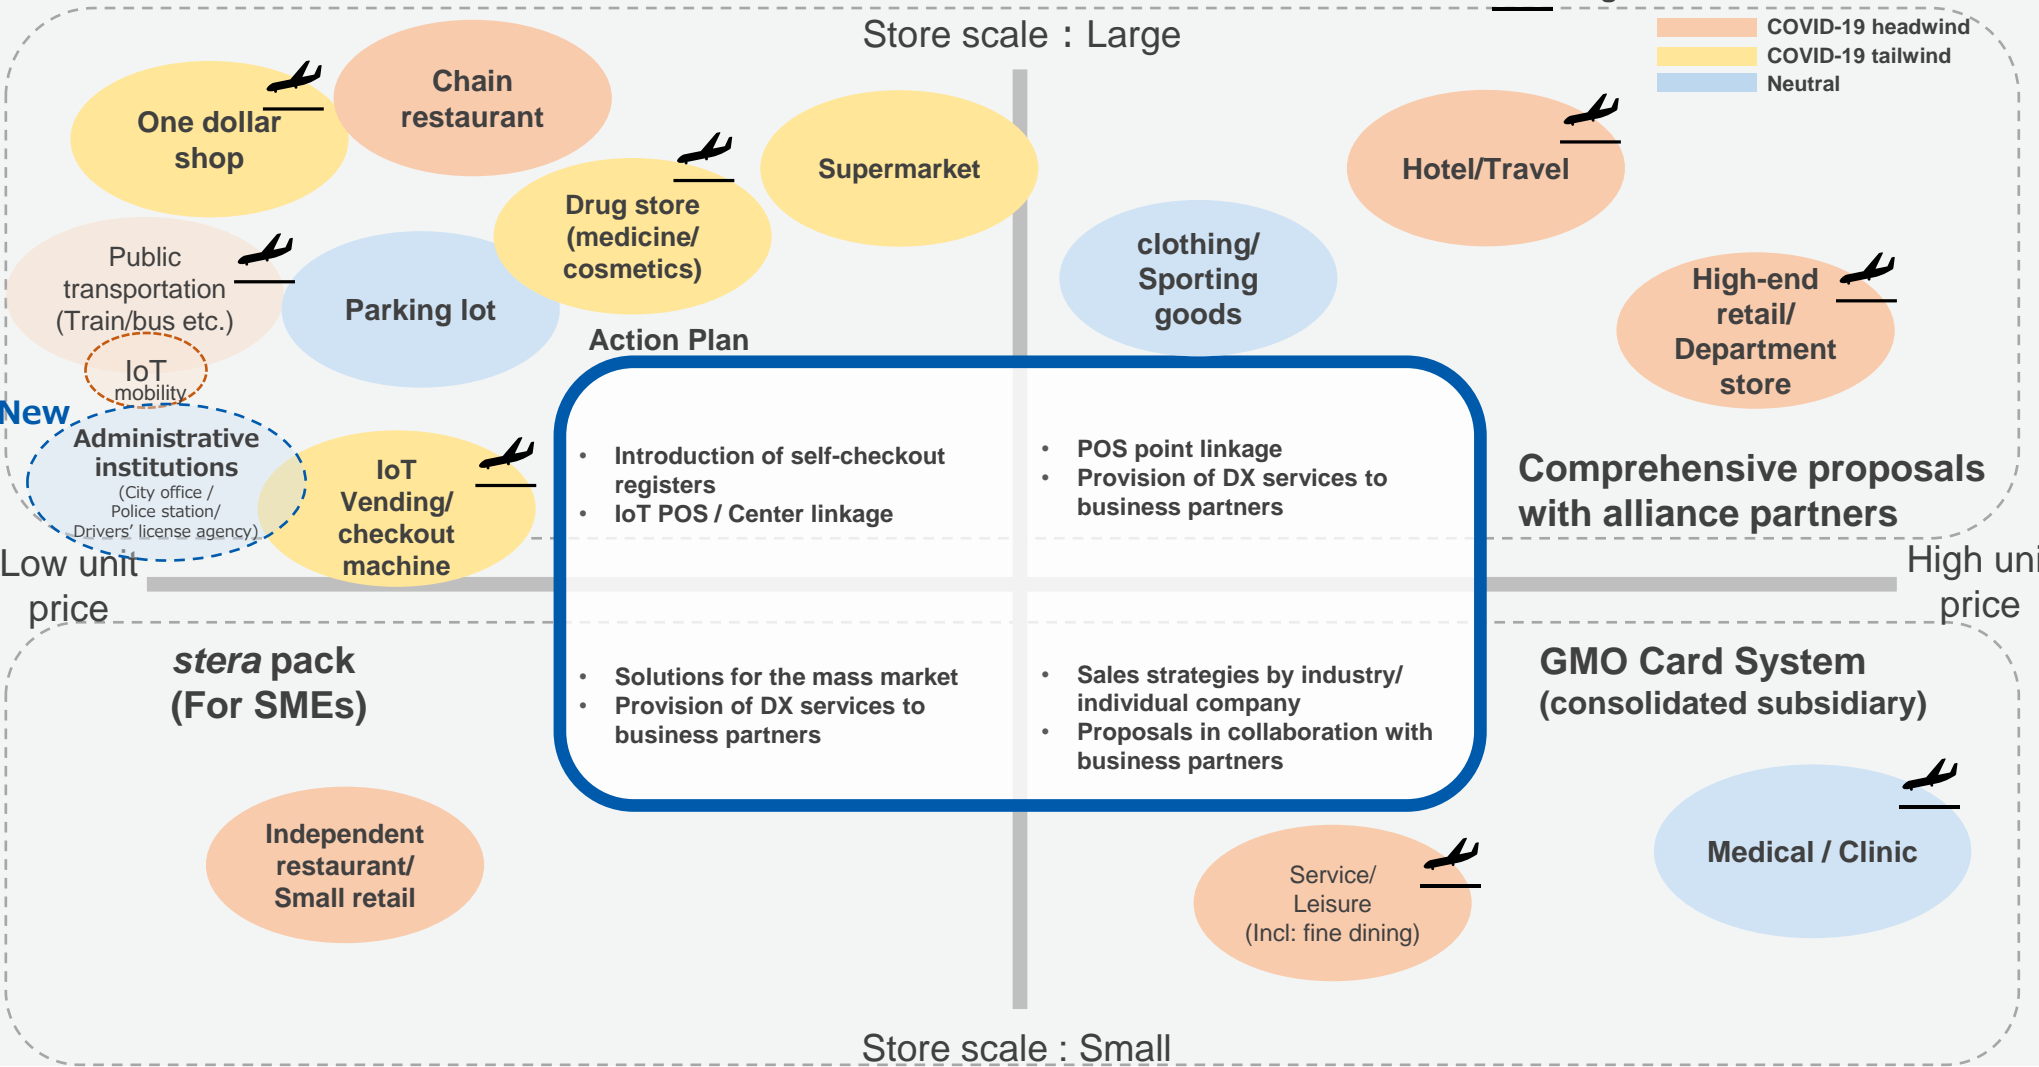 Store scale : Large
COVID-19 headwind
COVID-19 tailwind
Neutral
One dollar
shop
Chain
restaurant
Drug store
(medicine/
cosmetics)
Supermarket
Hotel/Travel
Public
transportation
(Train/bus etc.)
Parking lot
clothing/
Sporting
goods
High-end
retail/
Department
store
IoT
mobility
New
Administrative
institutions
(City office /
Police station/
Drivers' license agency)
IoT
Vending/
checkout
machine
Action Plan
• Introduction of self-checkout
registers
• IoT POS / Center linkage
• POS point linkage
• Provision of DX services to
business partners
Comprehensive proposals
with alliance partners
Low unit
price
High uni
price
stera pack
(For SMEs)
• Solutions for the mass market
• Provision of DX services to
business partners
• Sales strategies by industry/
individual company
• Proposals in collaboration with
business partners
GMO Card System
(consolidated subsidiary)
Independent
restaurant/
Small retail
Service/
Leisure
(Incl: fine dining)
Medical / Clinic
Store scale : Small